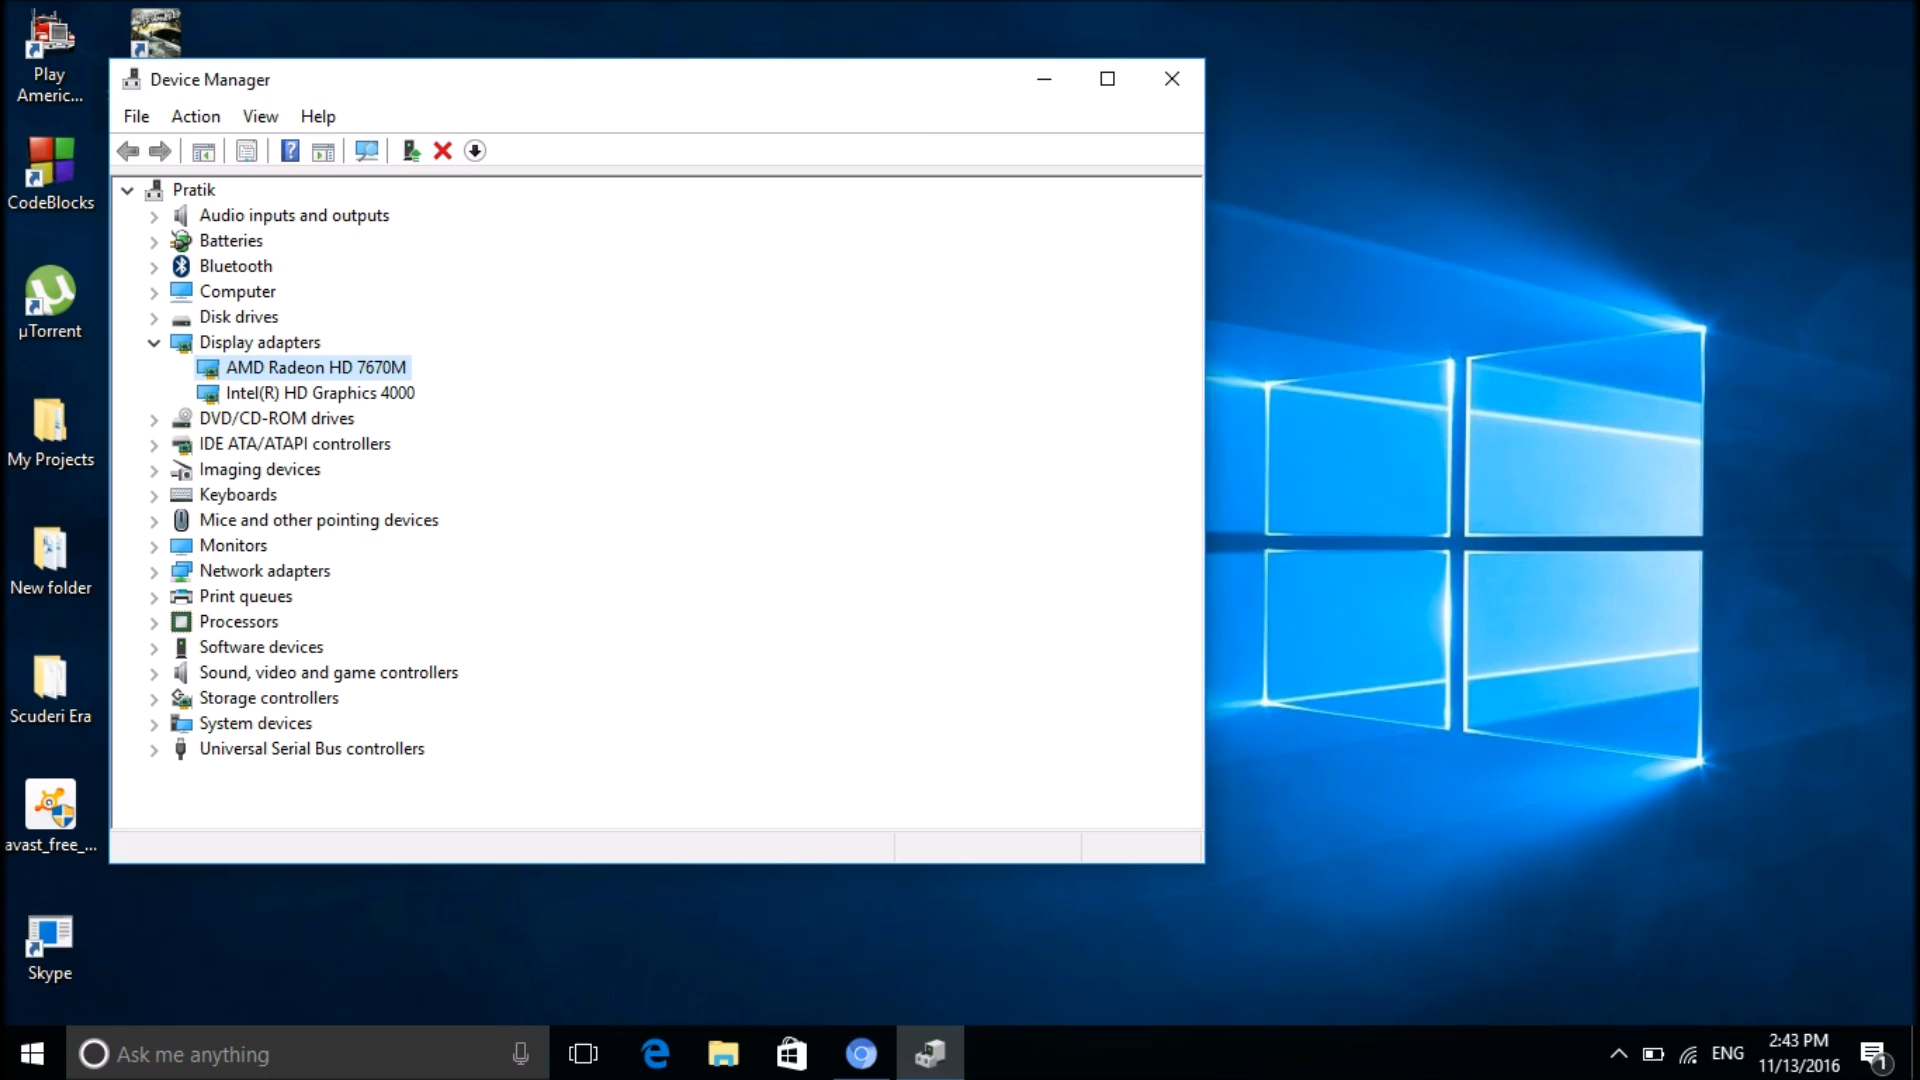 Play
Americ...
CodeBlocks
µTorrent
My Projects
New folder
Scuderi Era
avast_free_...
Skype
Device Manager
File Action View Help
Pratik
Audio inputs and outputs
Batteries
Bluetooth
Computer
Disk drives
Display adapters
AMD Radeon HD 7670M
Intel(R) HD Graphics 4000
DVD/CD-ROM drives
IDE ATA/ATAPI controllers
Imaging devices
Keyboards
Mice and other pointing devices
Monitors
Network adapters
Print queues
Processors
Software devices
Sound, video and game controllers
Storage controllers
System devices
Universal Serial Bus controllers
Ask me anything
ENG
2:43 PM
11/13/2016
1